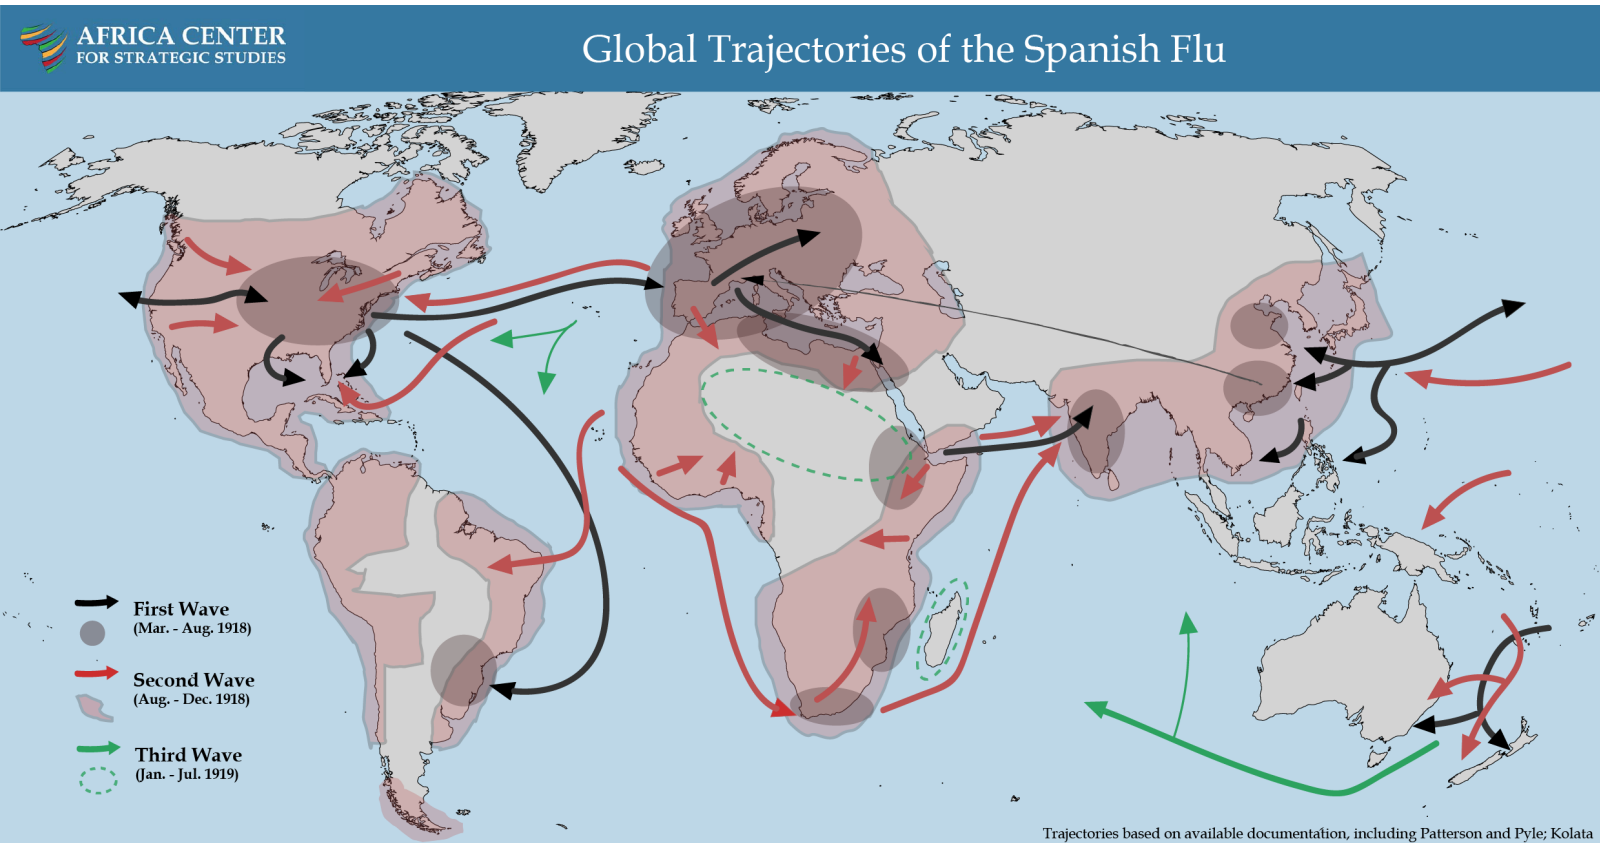 AFRICA CENTER
FOR STRATEGIC STUDIES
Global Trajectories of the Spanish Flu
First Wave
(Mar. - Aug. 1918)
Second Wave
(Aug. - Dec. 1918)
Third Wave
(Jan. - Jul. 1919)
Trajectories based on available documentation, including Patterson and Pyle; Kolata